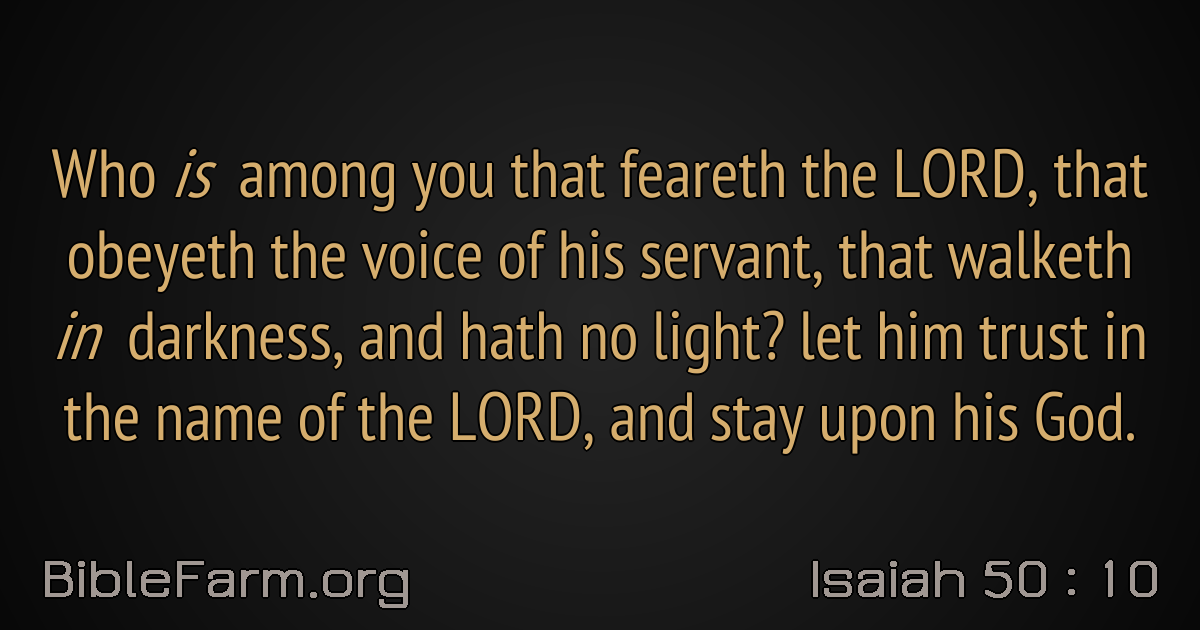 Who is among you that feareth the LORD, that
obeyeth the voice of his servant, that walketh
in darkness, and hath no light? let him trust in
the name of the LORD, and stay upon his God.
BibleFarm.org
Isaiah 50 : 10